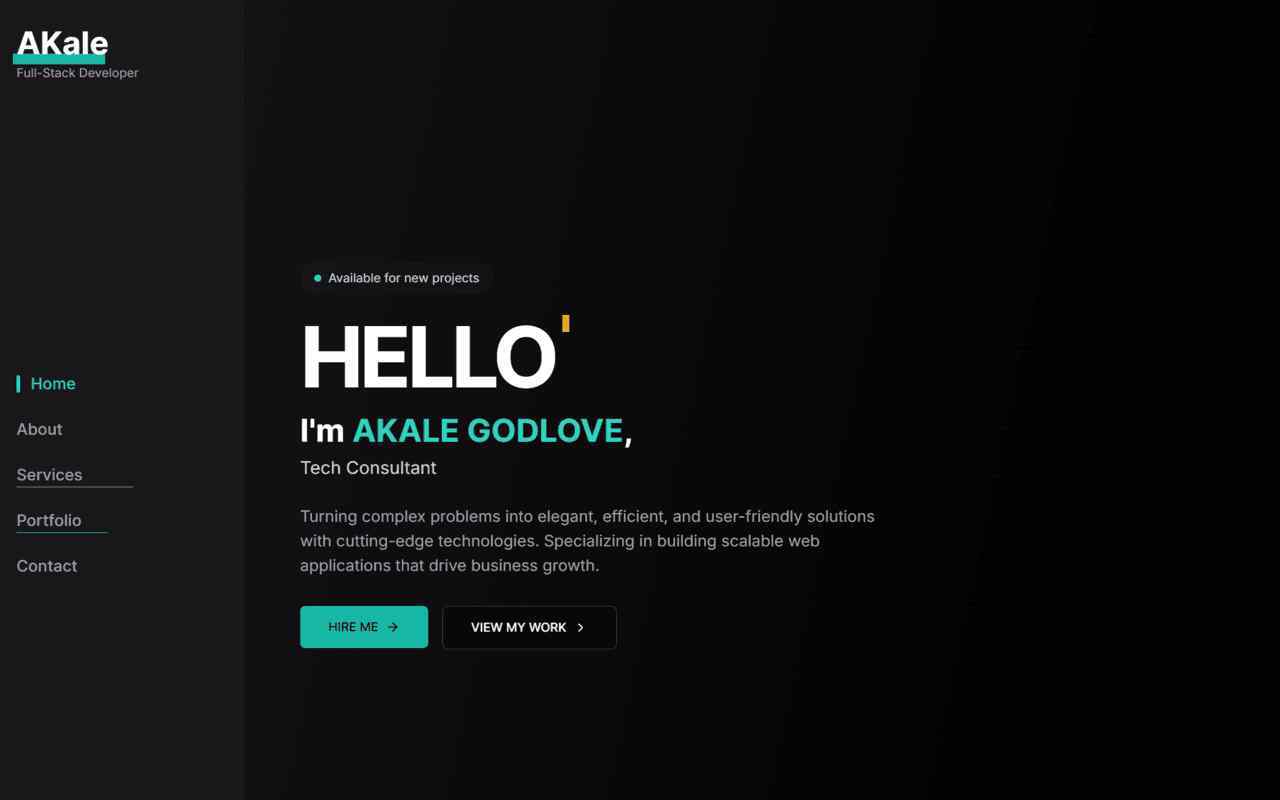 AKale
Full-Stack Developer
Home
About
Services
Portfolio
Contact
Available for new projects
HELLO'
I'm AKALE GODLOVE,
Tech Consultant
Turning complex problems into elegant, efficient, and user-friendly solutions
with cutting-edge technologies. Specializing in building scalable web
applications that drive business growth.
HIRE ME
VIEW MY WORK